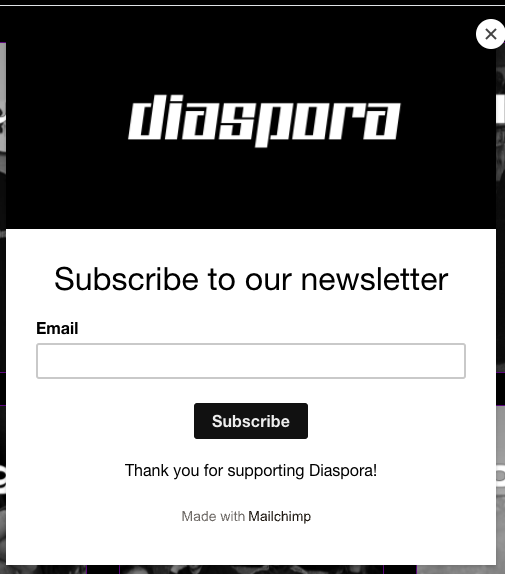 diaspora
Subscribe to our newsletter
Email
Subscribe
Thank you for supporting Diaspora!
Made with Mailchimp